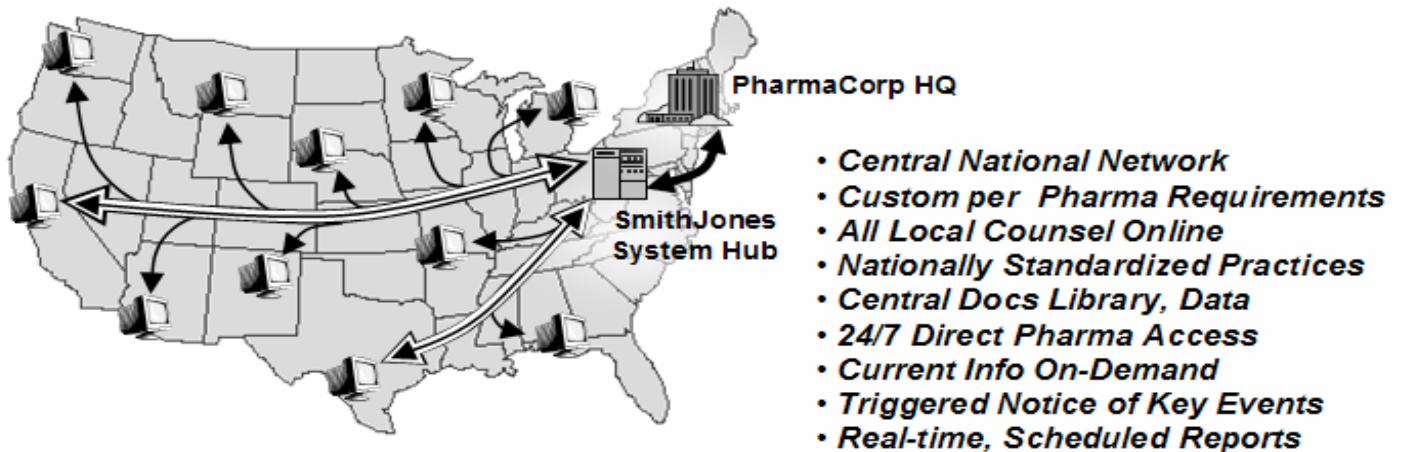 PharmaCorp HQ
SmithJones
System Hub
• Central National Network
• Custom per Pharma Requirements
• All Local Counsel Online
• Nationally Standardized Practices
• Central Docs Library, Data
• 24/7 Direct Pharma Access
• Current Info On-Demand
• Triggered Notice of Key Events
• Real-time, Scheduled Reports